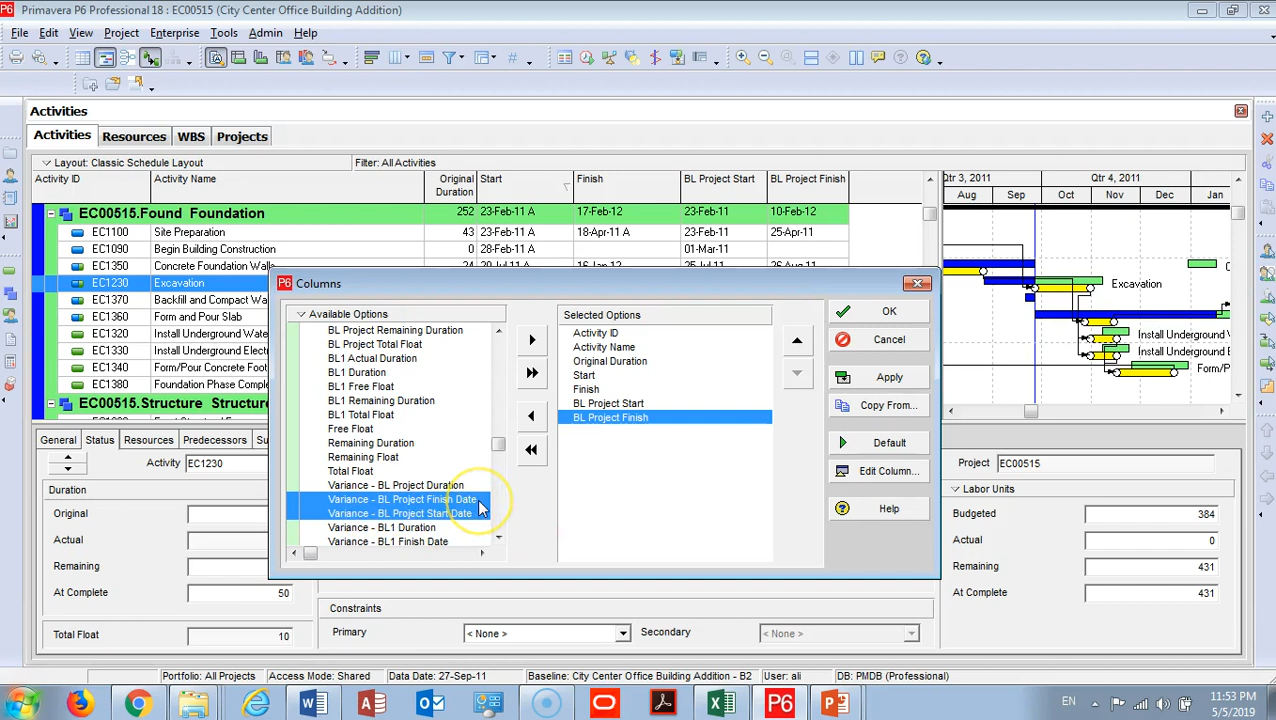 Primavera P6 Professional 18 : EC00515 (City Center Office Building Addition)
File Edit View Project Enterprise Tools Admin Help
Activities
Activities Resources WBS Projects
Layout: Classic Schedule Layout Filter: All Activities
Activity ID Activity Name Original Duration Start Finish BL Project Start BL Project Finish
Qtr 3, 2011 Qtr 4, 2011
Aug Sep Oct Nov Dec Jan
EC00515.Found Foundation 252 23-Feb-11 A 17-Feb-12 23-Feb-11 10-Feb-12
EC1100 Site Preparation 43 23-Feb-11 A 18-Apr-11 A 23-Feb-11 25-Apr-11
EC1090 Begin Building Construction 0 28-Feb-11 A 01-Mar-11
EC1350 Concrete Foundation Walls
EC1230 Excavation
EC1370 Backfill and Compact Wa
EC1360 Form and Pour Slab
EC1320 Install Underground Wate
EC1330 Install Underground Elect
EC1340 Form/Pour Concrete Foot
EC1380 Foundation Phase Comple
EC00515.Structure Structure
Excavation
Install Underground W
Install Underground E
Form/P
Columns
Available Options
BL Project Remaining Duration
BL Project Total Float
BL1 Actual Duration
BL1 Duration
BL1 Free Float
BL1 Remaining Duration
BL1 Total Float
Free Float
Remaining Duration
Remaining Float
Total Float
Variance - BL Project Duration
Variance - BL Project Finish Date
Variance - BL Project Start Date
Variance - BL1 Duration
Variance - BL1 Finish Date
Selected Options
Activity ID
Activity Name
Original Duration
Start
Finish
BL Project Start
BL Project Finish
OK
Cancel
Apply
Copy From...
Default
Edit Column...
Help
General Status Resources Predecessors Su
Activity EC1230
Project EC00515
Duration
Original
Actual
Remaining
At Complete 50
Total Float 10
Labor Units
Budgeted 384
Actual 0
Remaining 431
At Complete 431
Constraints
Primary < None > Secondary < None >
Portfolio: All Projects Access Mode: Shared Data Date: 27-Sep-11 Baseline: City Center Office Building Addition - B2 User: ali DB: PMDB (Professional)
EN 11:53 PM
5/5/2019